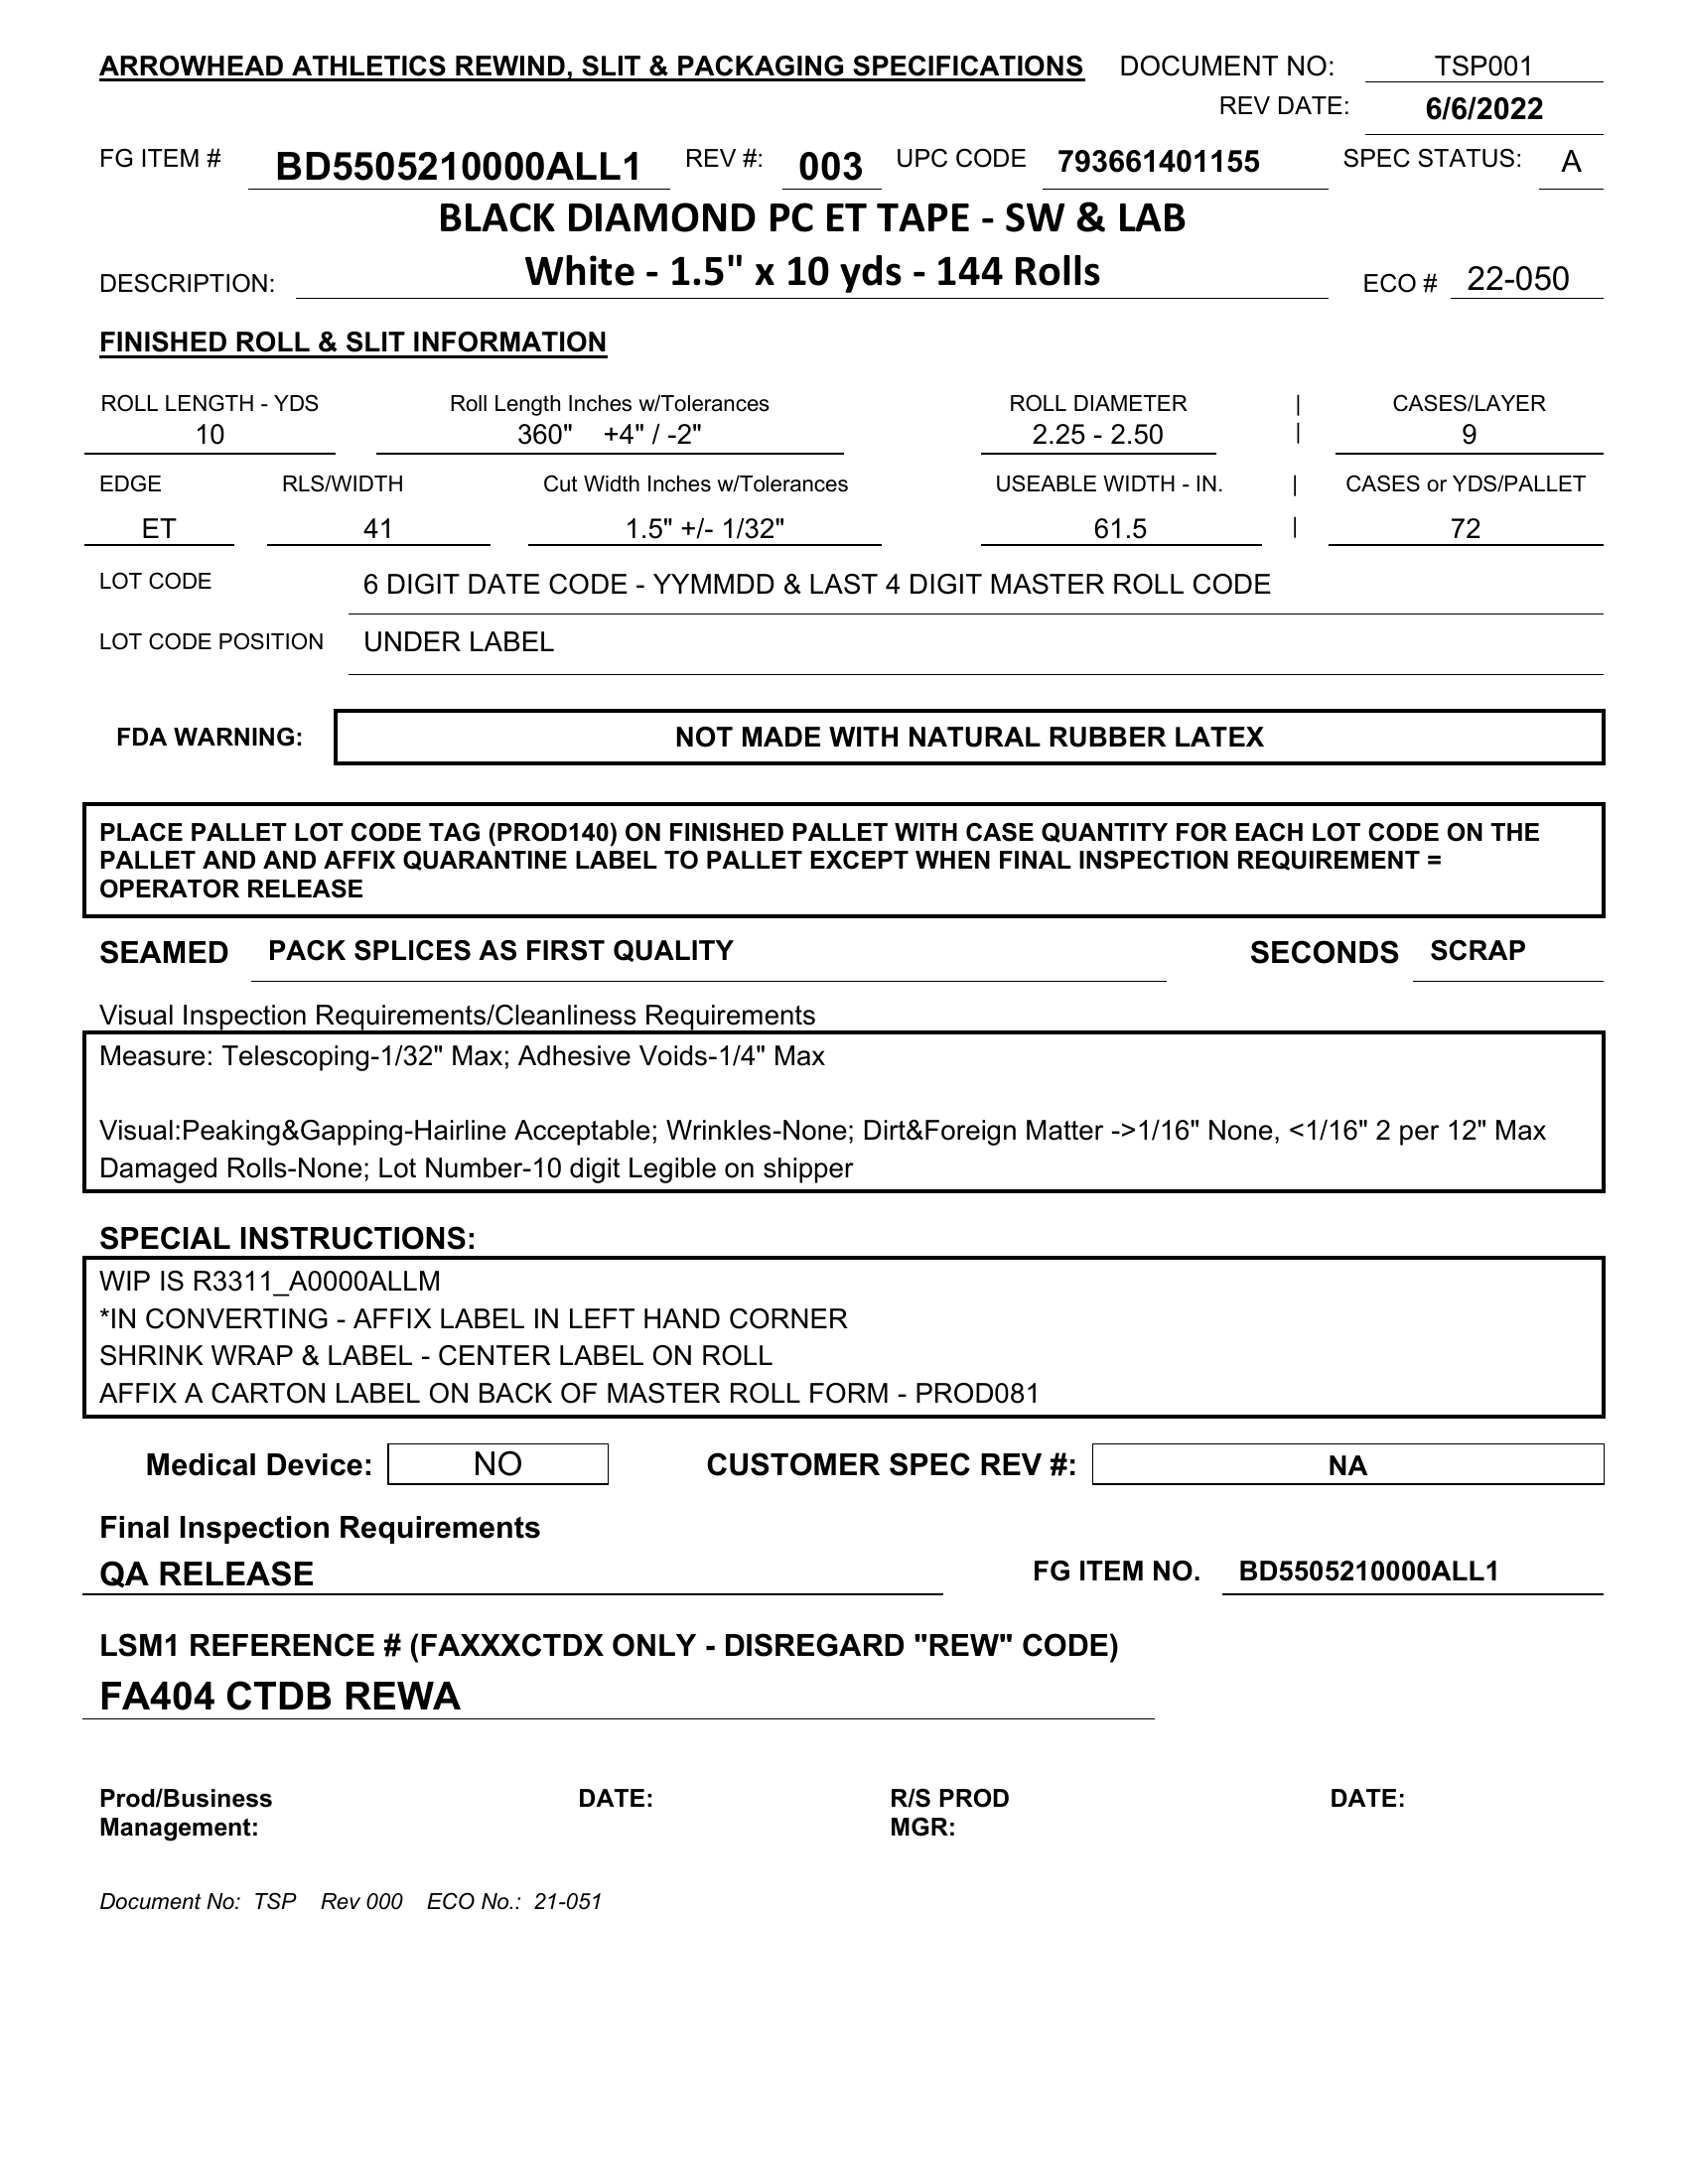 ARROWHEAD ATHLETICS REWIND, SLIT & PACKAGING SPECIFICATIONS DOCUMENT NO: TSP001
REV DATE: 6/6/2022
FG ITEM # BD5505210000ALL1 REV #: 003 UPC CODE 793661401155 SPEC STATUS: A
BLACK DIAMOND PC ET TAPE - SW & LAB
DESCRIPTION: White - 1.5" x 10 yds - 144 Rolls ECO # 22-050
FINISHED ROLL & SLIT INFORMATION
ROLL LENGTH - YDS Roll Length Inches w/Tolerances ROLL DIAMETER | CASES/LAYER
10 360" +4" / -2" 2.25 - 2.50 | 9
EDGE RLS/WIDTH Cut Width Inches w/Tolerances USEABLE WIDTH - IN. | CASES or YDS/PALLET
ET 41 1.5" +/- 1/32" 61.5 | 72
LOT CODE 6 DIGIT DATE CODE - YYMMDD & LAST 4 DIGIT MASTER ROLL CODE
LOT CODE POSITION UNDER LABEL
FDA WARNING: NOT MADE WITH NATURAL RUBBER LATEX
PLACE PALLET LOT CODE TAG (PROD140) ON FINISHED PALLET WITH CASE QUANTITY FOR EACH LOT CODE ON THE
PALLET AND AND AFFIX QUARANTINE LABEL TO PALLET EXCEPT WHEN FINAL INSPECTION REQUIREMENT =
OPERATOR RELEASE
SEAMED PACK SPLICES AS FIRST QUALITY SECONDS SCRAP
Visual Inspection Requirements/Cleanliness Requirements
Measure: Telescoping-1/32" Max; Adhesive Voids-1/4" Max
Visual:Peaking&Gapping-Hairline Acceptable; Wrinkles-None; Dirt&Foreign Matter ->1/16" None, <1/16" 2 per 12" Max
Damaged Rolls-None; Lot Number-10 digit Legible on shipper
SPECIAL INSTRUCTIONS:
WIP IS R3311_A0000ALLM
*IN CONVERTING - AFFIX LABEL IN LEFT HAND CORNER
SHRINK WRAP & LABEL - CENTER LABEL ON ROLL
AFFIX A CARTON LABEL ON BACK OF MASTER ROLL FORM - PROD081
Medical Device: NO CUSTOMER SPEC REV #: NA
Final Inspection Requirements
QA RELEASE FG ITEM NO. BD5505210000ALL1
LSM1 REFERENCE # (FAXXXCTDX ONLY - DISREGARD "REW" CODE)
FA404 CTDB REWA
Prod/Business DATE: R/S PROD DATE:
Management: MGR:
Document No: TSP Rev 000 ECO No.: 21-051